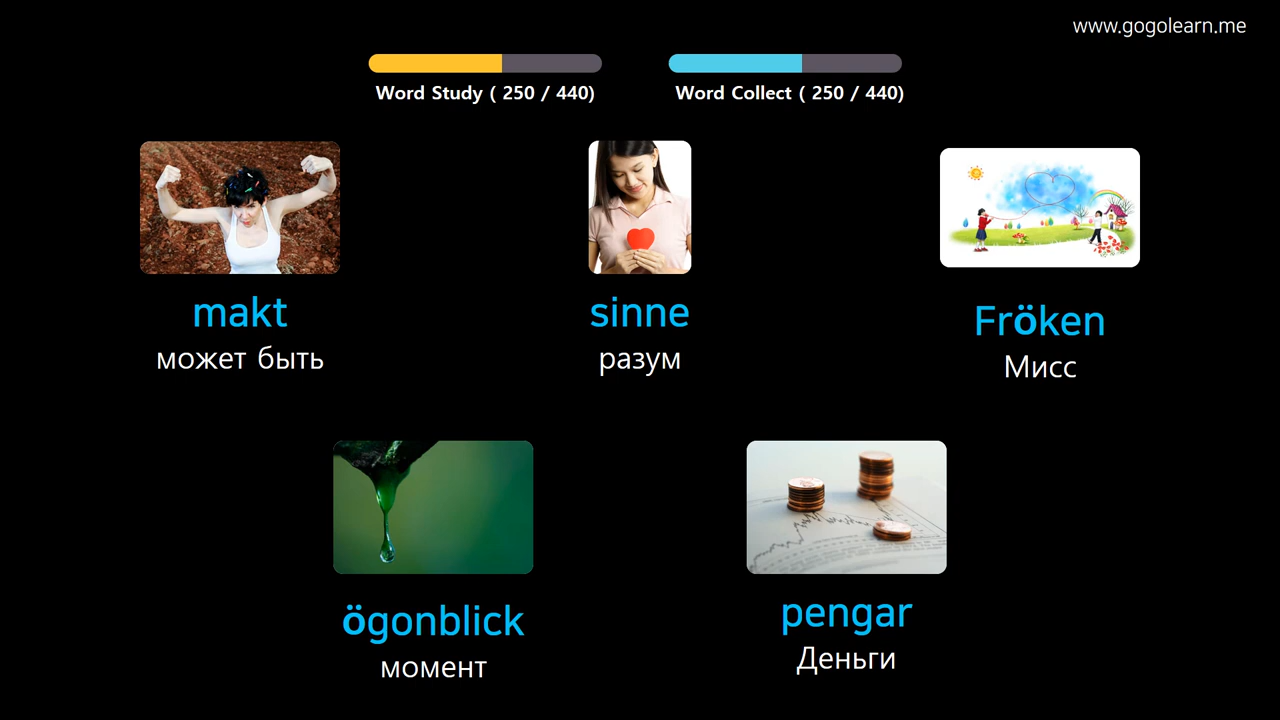 www.gogolearn.me
Word Study ( 250 / 440)
Word Collect ( 250 / 440)
makt
может быть
sinne
разум
Fröken
Мисс
ögonblick
момент
pengar
Деньги